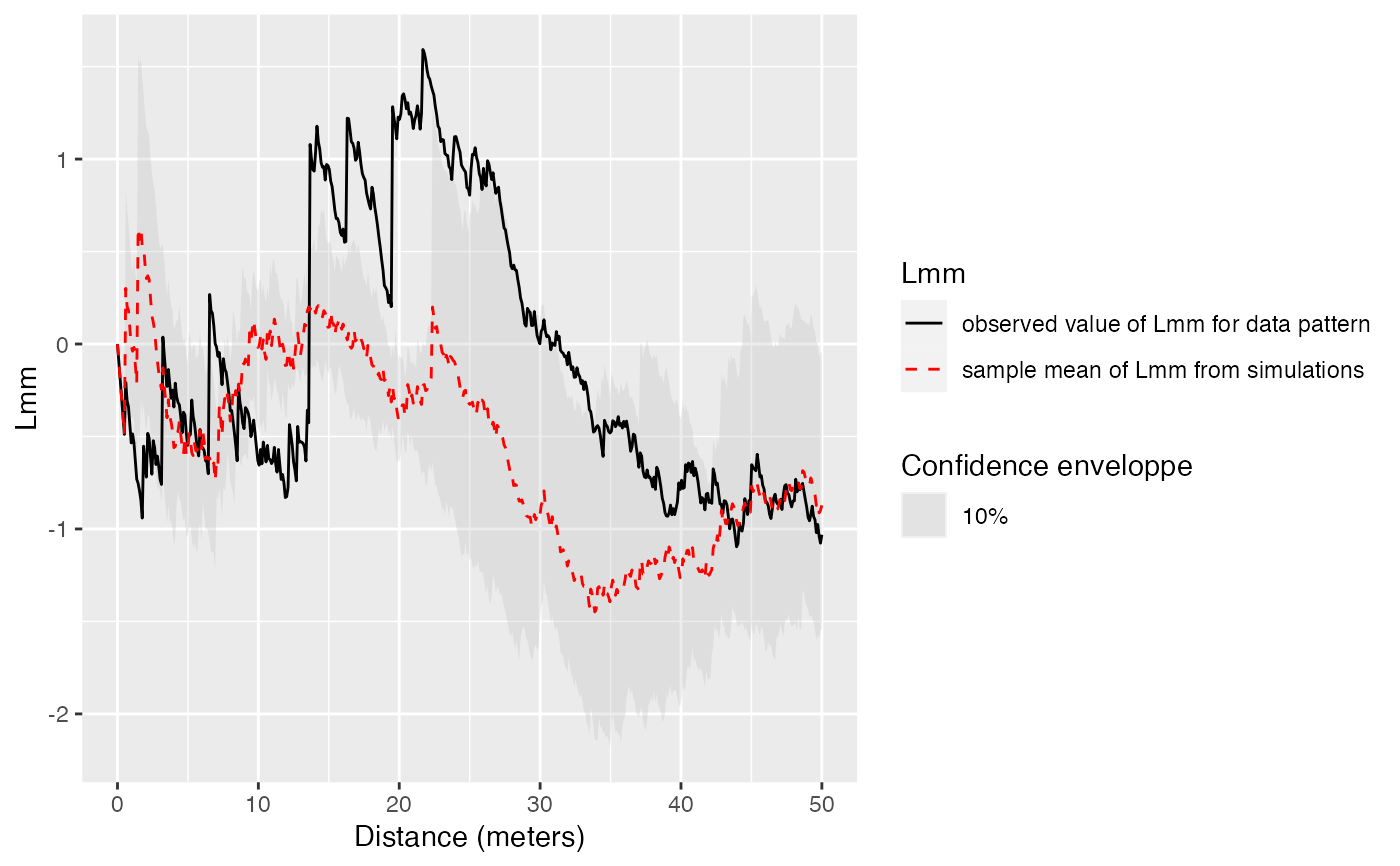 1
0
-1
-2
Lmm
0
10
20
30
40
50
Distance (meters)
Lmm
observed value of Lmm for data pattern
sample mean of Lmm from simulations
Confidence enveloppe
10%